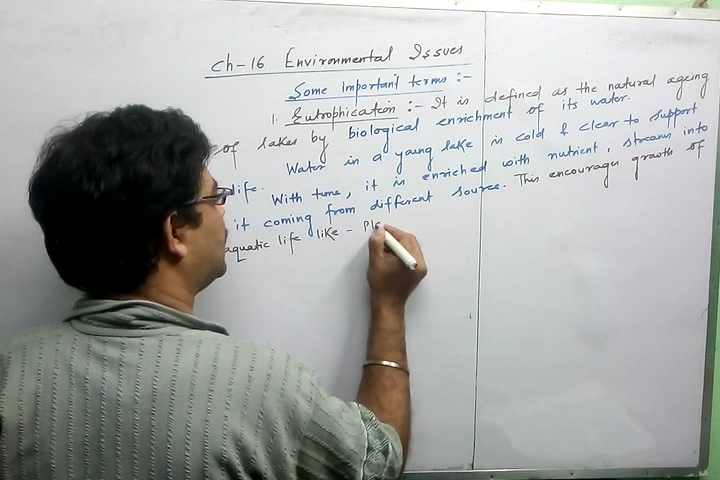 Ch-16 Environmental Issues
Some important terms :-
1. Eutrophication :- It is defined as the natural ageing
of lakes by biological enrichment of its water.
Water in a young lake is cold & clear to support
life. With time, it is enriched with nutrient, streams into
it coming from different source. This encourages growth of
aquatic life like - Pla